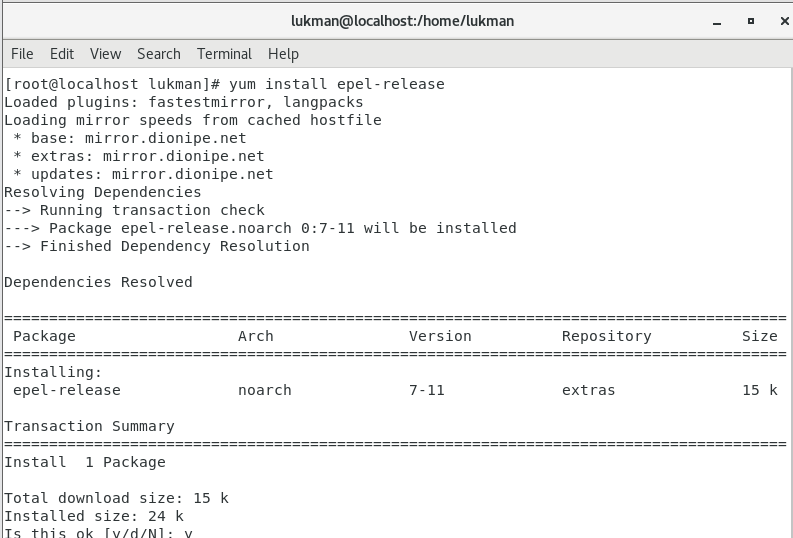 lukman@localhost:/home/lukman
File Edit View Search Terminal Help
[root@localhost lukman]# yum install epel-release
Loaded plugins: fastestmirror, langpacks
Loading mirror speeds from cached hostfile
 * base: mirror.dionipe.net
 * extras: mirror.dionipe.net
 * updates: mirror.dionipe.net
Resolving Dependencies
--> Running transaction check
---> Package epel-release.noarch 0:7-11 will be installed
--> Finished Dependency Resolution
Dependencies Resolved
=======================================================================================
 Package                  Arch               Version          Repository          Size
=======================================================================================
Installing:
 epel-release             noarch             7-11             extras              15 k
Transaction Summary
=======================================================================================
Install  1 Package
Total download size: 15 k
Installed size: 24 k
Is this ok [y/d/N]: y